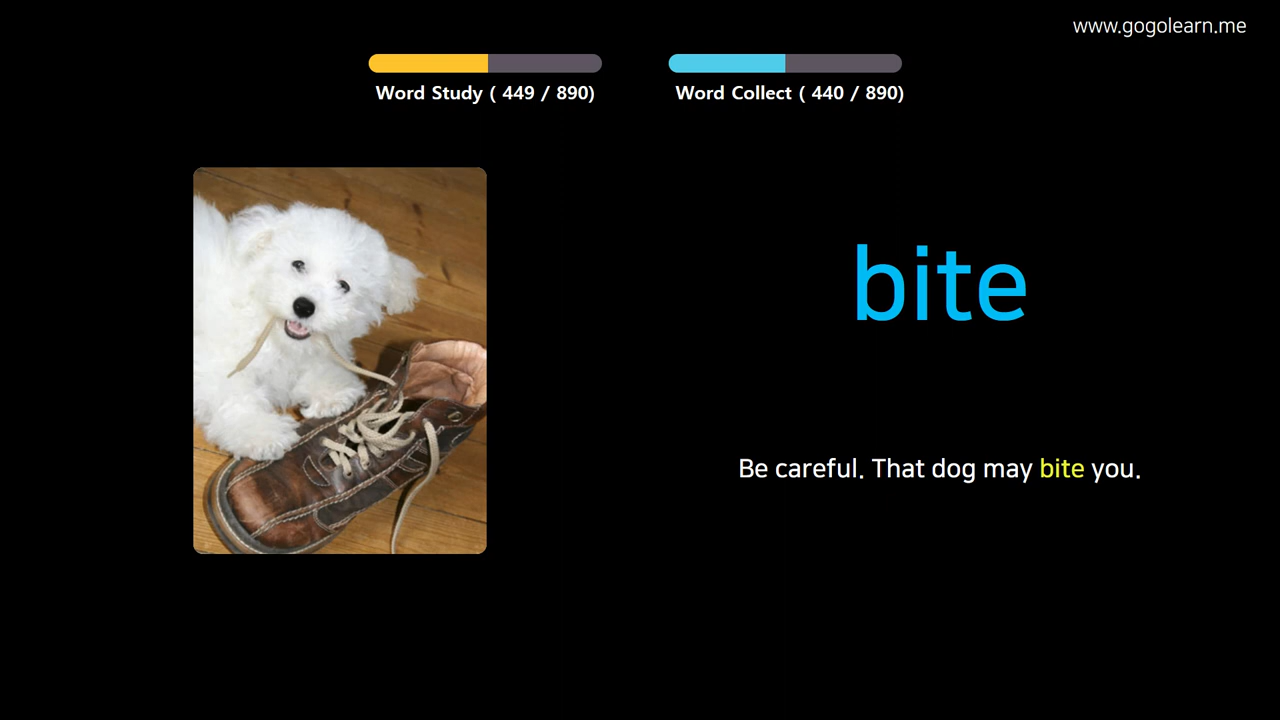 www.gogolearn.me
Word Study ( 449 / 890)
Word Collect ( 440 / 890)
bite
Be careful. That dog may bite you.